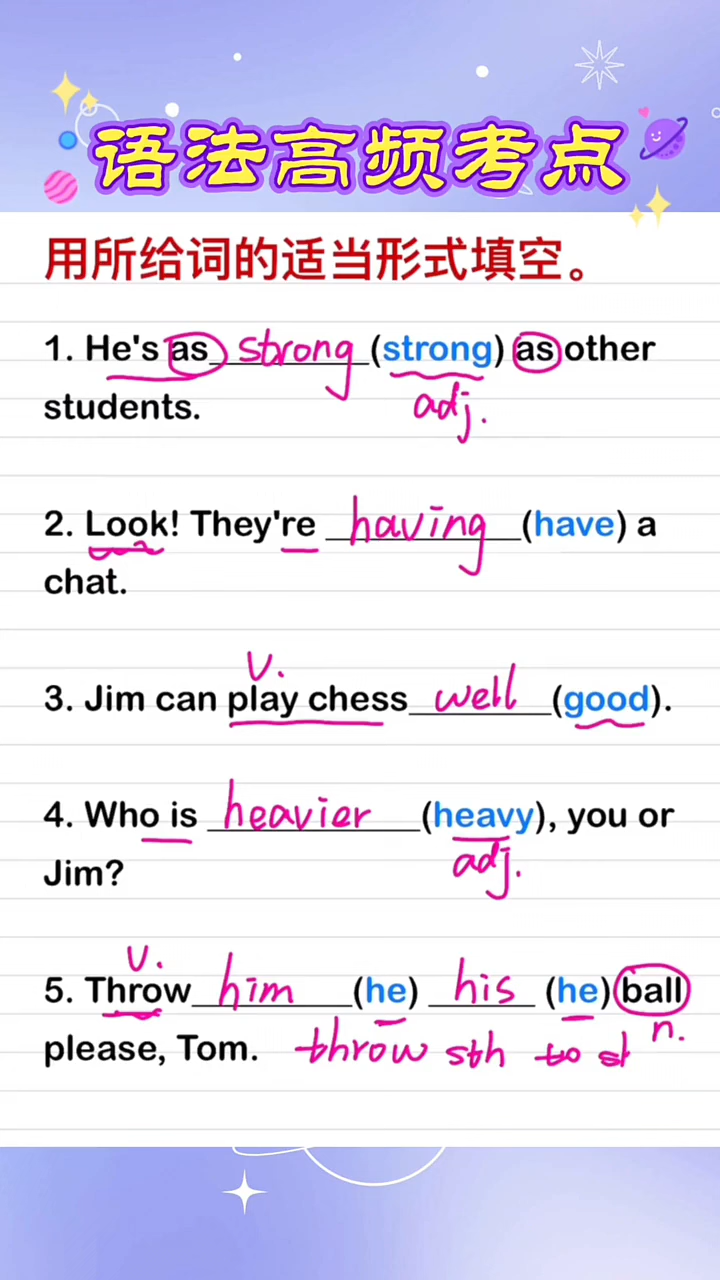 语法高频考点
用所给词的适当形式填空。
1. He's as strong (strong) as other
adj.
students.
2. Look! They're having (have) a
chat.
V.
3. Jim can play chess well (good).
4. Who is heavier (heavy), you or
adj.
Jim?
V.
5. Throw him (he) his (he) ball
n.
please, Tom. throw sth to